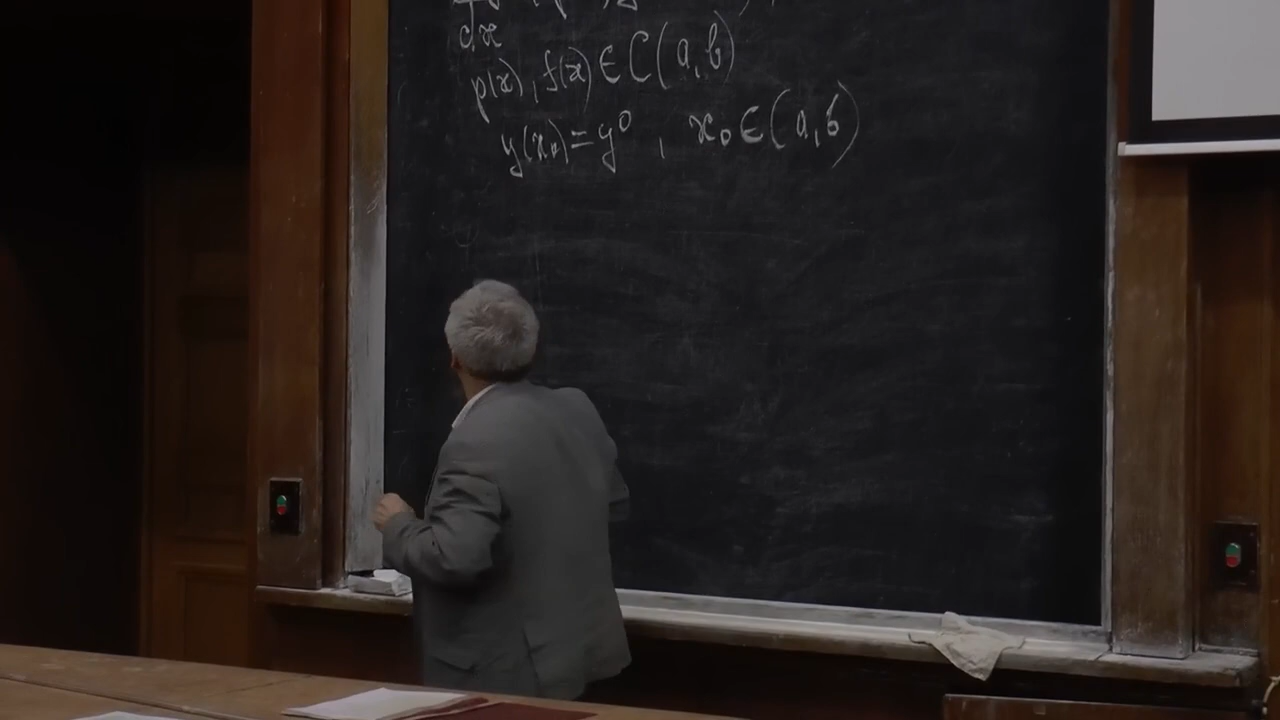 dx
p(x), f(x) ∈ C(a, b)
y(x₀) = y⁰, x₀ ∈ (a, b)